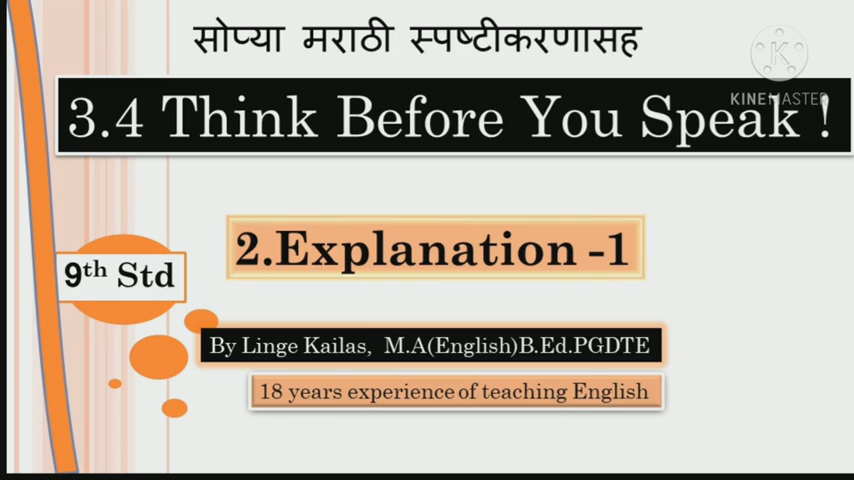 सोप्या मराठी स्पष्टीकरणासह
K
KINEMASTER
3.4 Think Before You Speak !
2.Explanation -1
9th Std
By Linge Kailas, M.A(English)B.Ed.PGDTE
18 years experience of teaching English